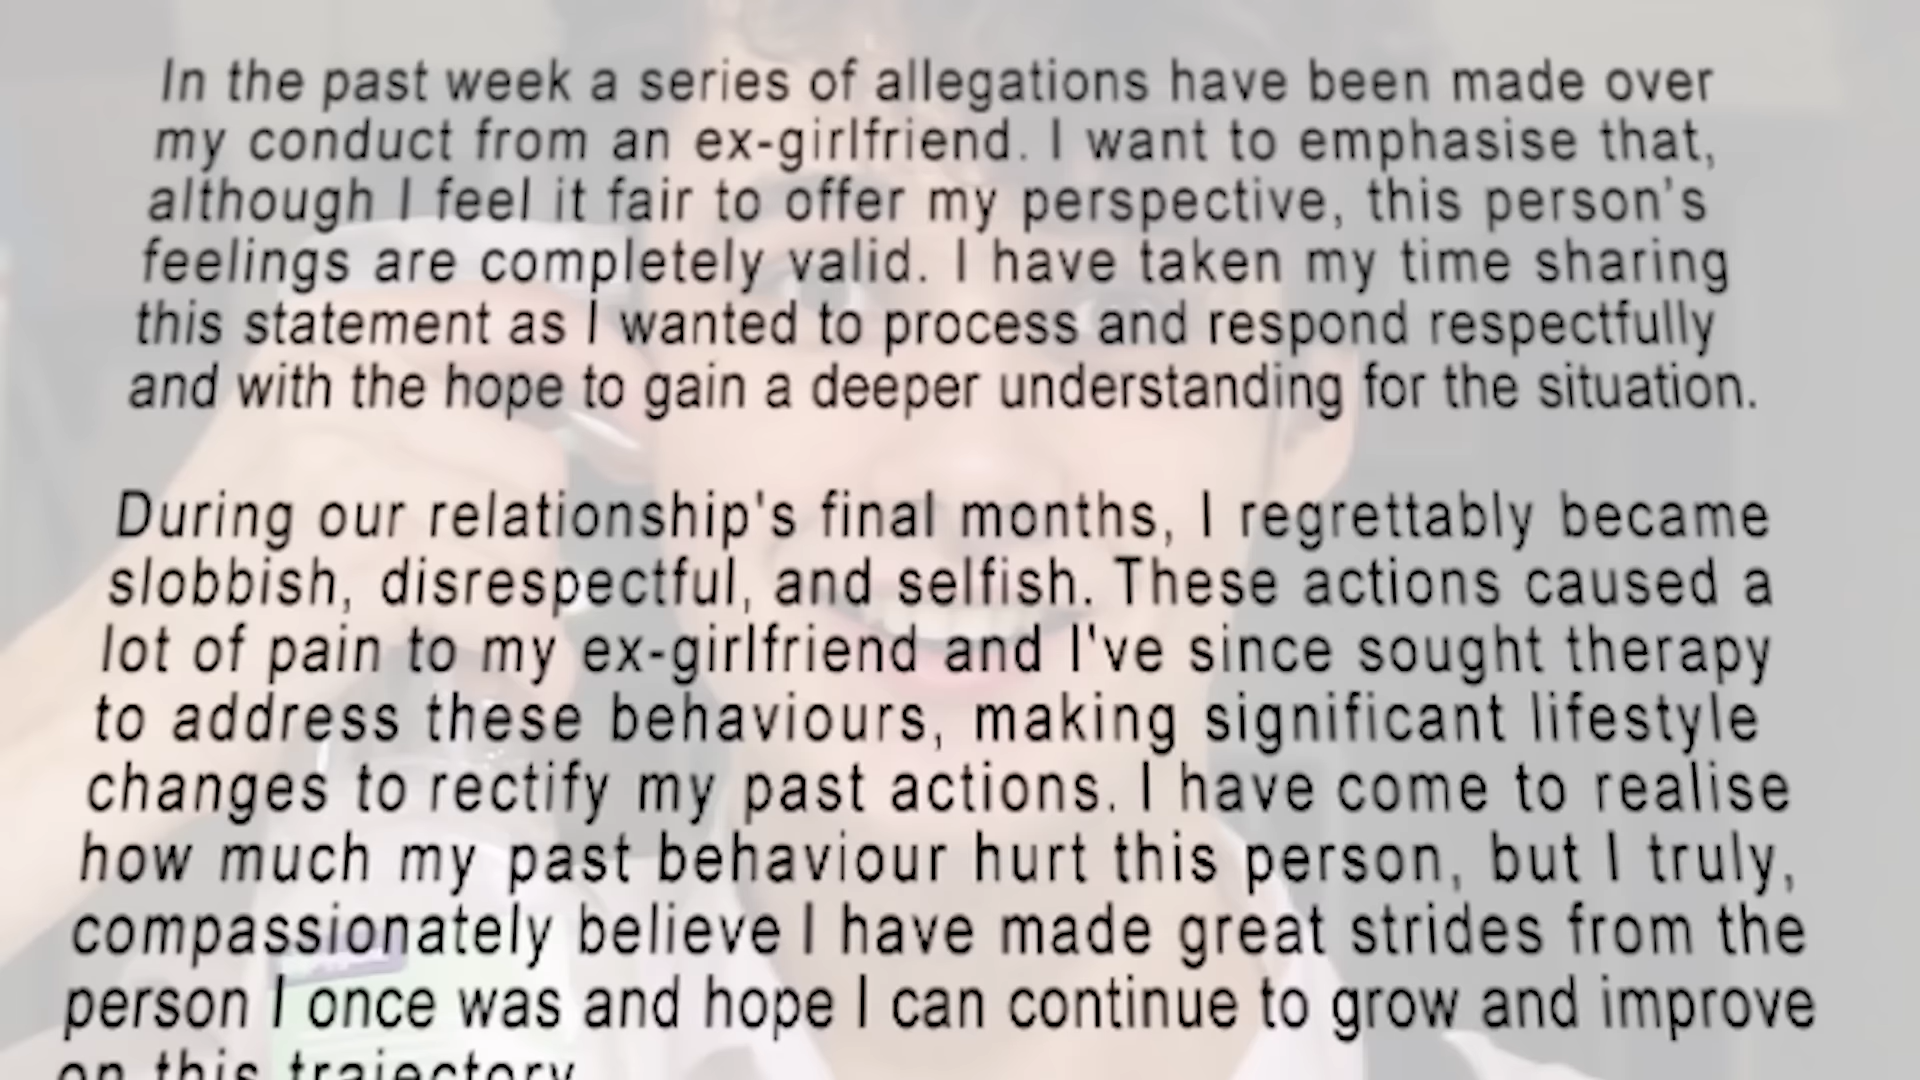 In the past week a series of allegations have been made over
my conduct from an ex-girlfriend. I want to emphasise that,
although I feel it fair to offer my perspective, this person’s
feelings are completely valid. I have taken my time sharing
this statement as I wanted to process and respond respectfully
and with the hope to gain a deeper understanding for the situation.
During our relationship's final months, I regrettably became
slobbish, disrespectful, and selfish. These actions caused a
lot of pain to my ex-girlfriend and I've since sought therapy
to address these behaviours, making significant lifestyle
changes to rectify my past actions. I have come to realise
how much my past behaviour hurt this person, but I truly,
compassionately believe I have made great strides from the
person I once was and hope I can continue to grow and improve
on this trajectory